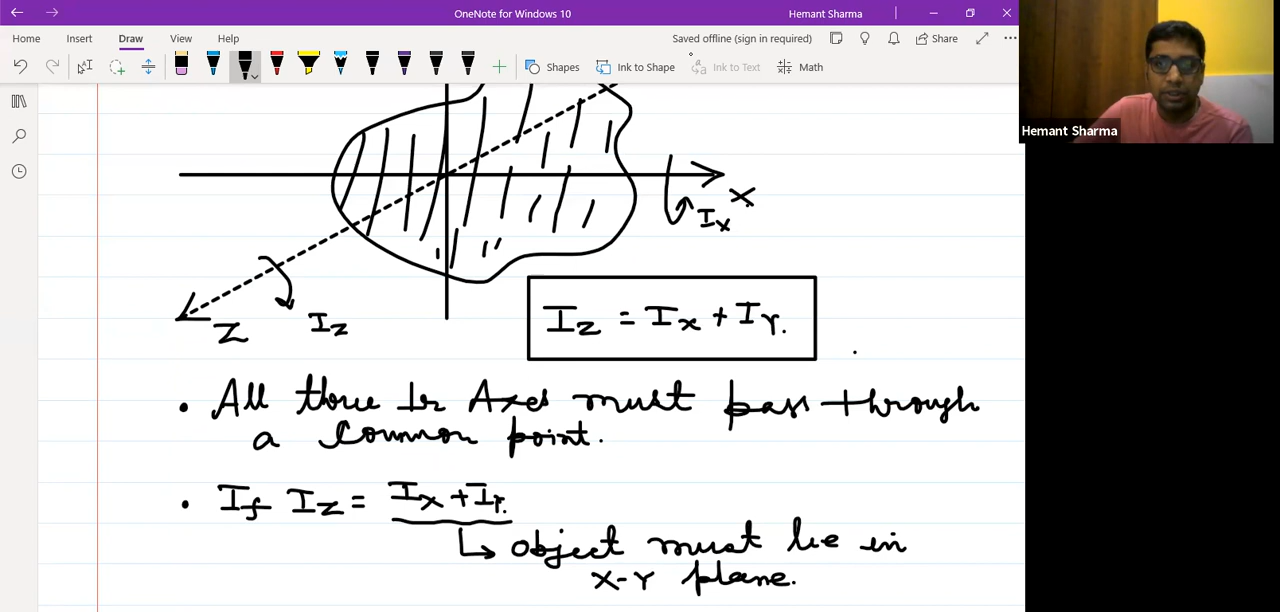 OneNote for Windows 10
Hemant Sharma
Home Insert Draw View Help
Saved offline (sign in required)
Share
Shapes
Ink to Shape
Ink to Text
Math
Hemant Sharma
X
Ix
Z
Iz
Iz = Ix + Iy.
• All three ⊥r Axes must pass through
a common point.
• If Iz = Ix + Iy.
↳ object must lie in
X-Y plane.